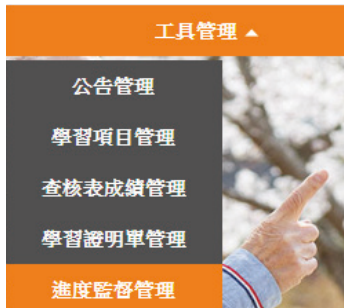 工具管理 ▲
公告管理
學習項目管理
查核表成績管理
學習證明單管理
進度監督管理